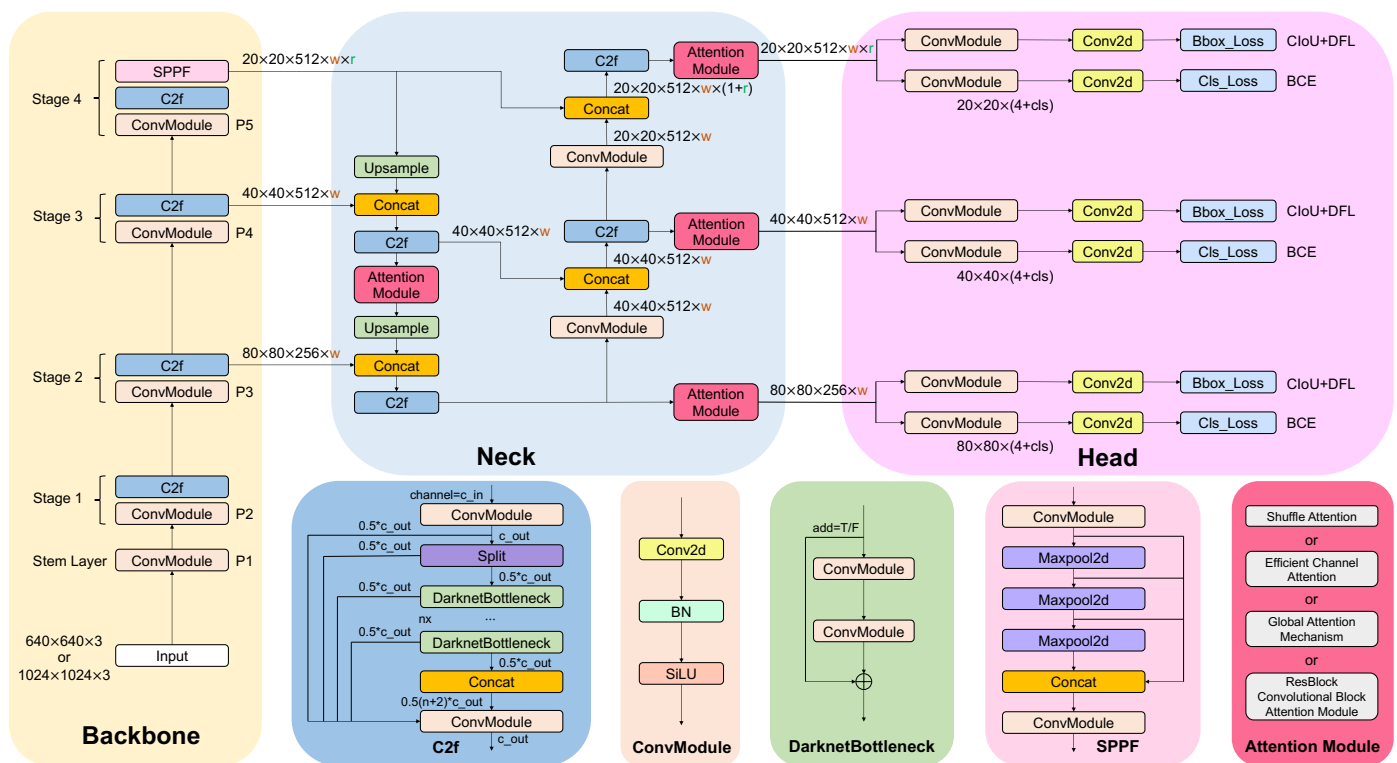 SPPF
C2f
ConvModule
P5
Stage 4
20×20×512×w×r
C2f
ConvModule
P4
Stage 3
40×40×512×w
C2f
ConvModule
P3
Stage 2
80×80×256×w
C2f
ConvModule
P2
Stage 1
Stem Layer
ConvModule
P1
640×640×3
or
1024×1024×3
Input
Backbone
Upsample
Concat
C2f
40×40×512×w
Attention
Module
Upsample
Concat
C2f
C2f
20×20×512×w×(1+r)
Concat
20×20×512×w
ConvModule
C2f
40×40×512×w
Concat
40×40×512×w
ConvModule
Attention
Module
Attention
Module
Attention
Module
Neck
20×20×512×w×r
ConvModule
Conv2d
Bbox_Loss
CIoU+DFL
ConvModule
Conv2d
Cls_Loss
BCE
20×20×(4+cls)
40×40×512×w
ConvModule
Conv2d
Bbox_Loss
CIoU+DFL
ConvModule
Conv2d
Cls_Loss
BCE
40×40×(4+cls)
80×80×256×w
ConvModule
Conv2d
Bbox_Loss
CIoU+DFL
ConvModule
Conv2d
Cls_Loss
BCE
80×80×(4+cls)
Head
channel=c_in
ConvModule
0.5*c_out
c_out
0.5*c_out
Split
0.5*c_out
0.5*c_out
DarknetBottleneck
nx
...
0.5*c_out
DarknetBottleneck
0.5*c_out
Concat
0.5(n+2)*c_out
ConvModule
c_out
C2f
Conv2d
BN
SiLU
ConvModule
add=T/F
ConvModule
ConvModule
DarknetBottleneck
ConvModule
Maxpool2d
Maxpool2d
Maxpool2d
Concat
ConvModule
SPPF
Shuffle Attention
or
Efficient Channel
Attention
or
Global Attention
Mechanism
or
ResBlock
Convolutional Block
Attention Module
Attention Module